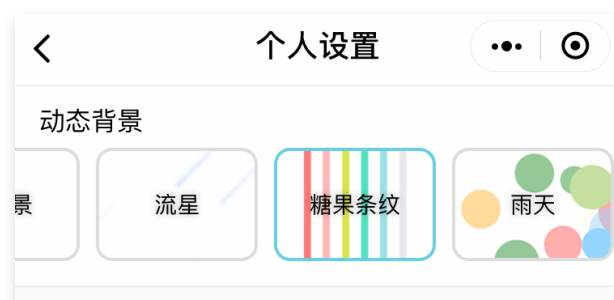 个人设置
动态背景
景 流星 糖果条纹 雨天